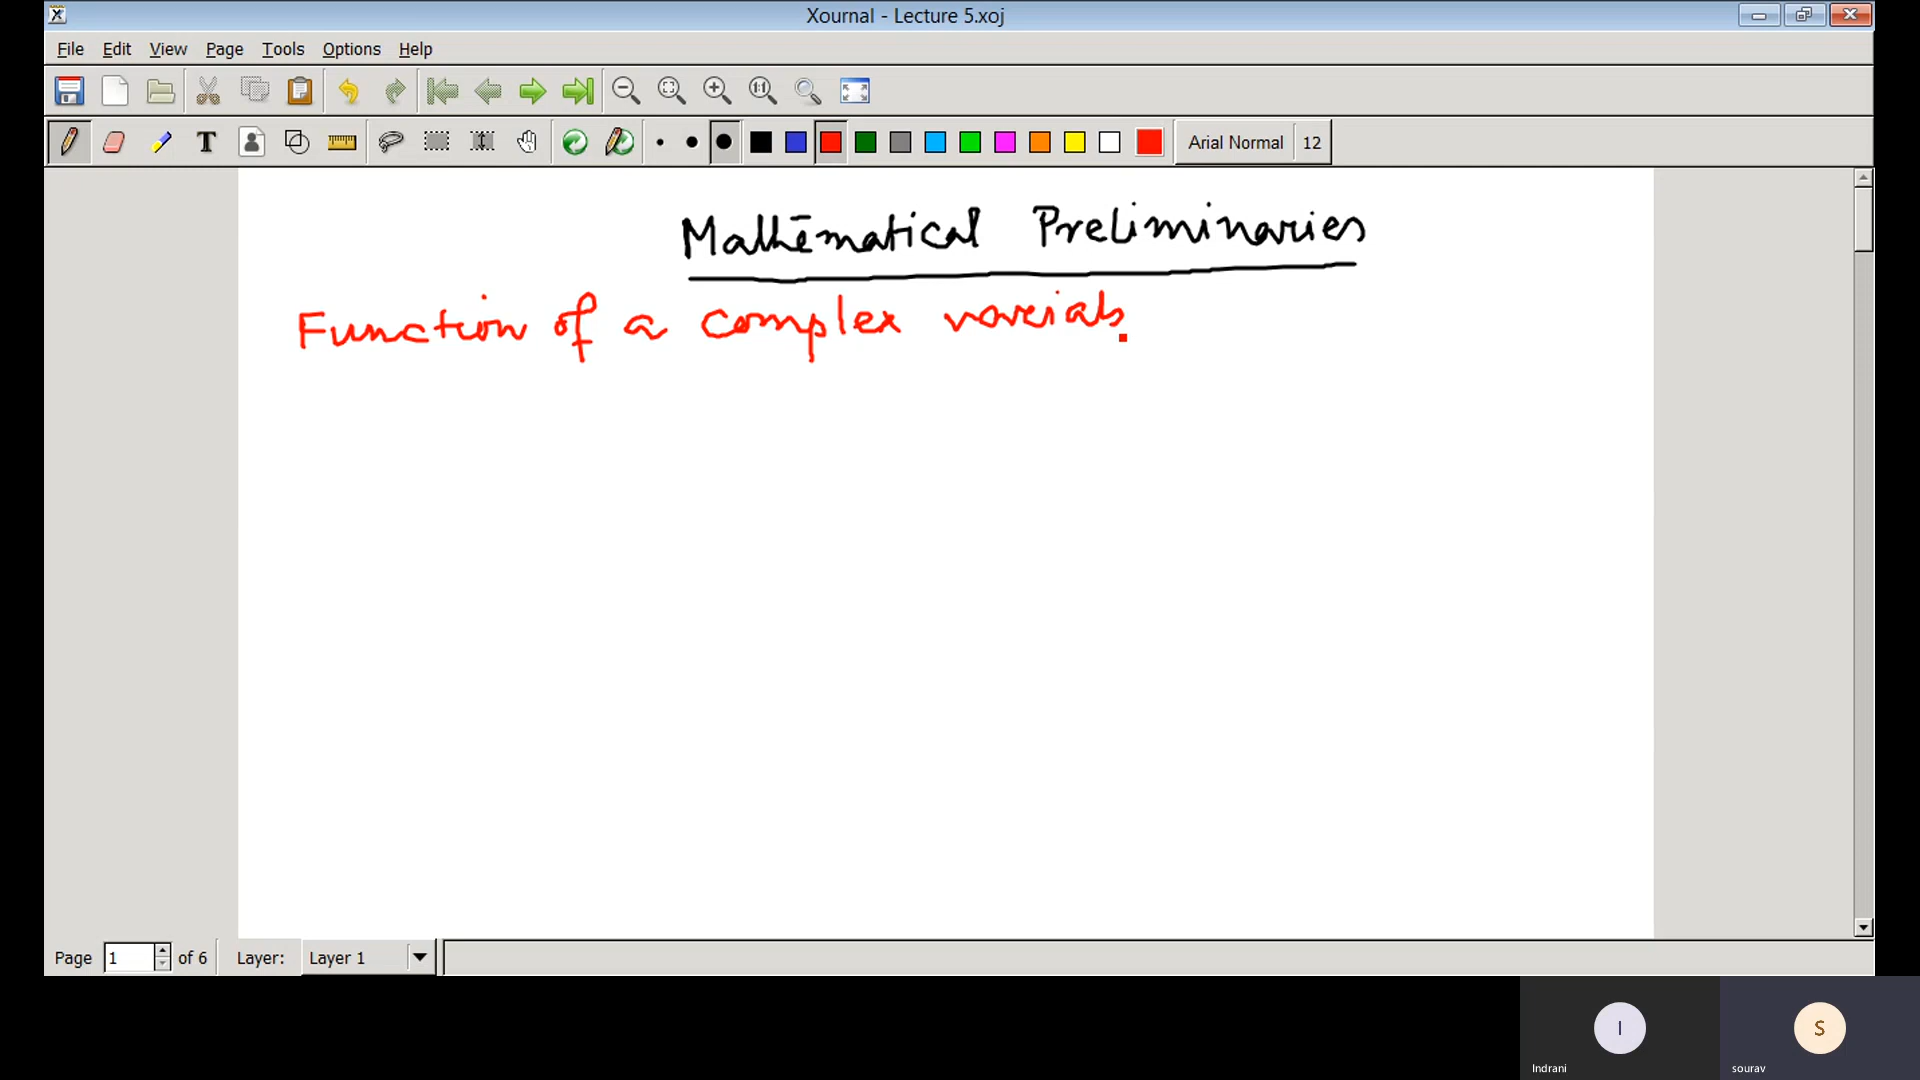 Xournal - Lecture 5.xoj
File Edit View Page Tools Options Help
Arial Normal 12
Mathematical Preliminaries
Function of a complex variab
Page 1 of 6 Layer: Layer 1
I S
Indrani sourav